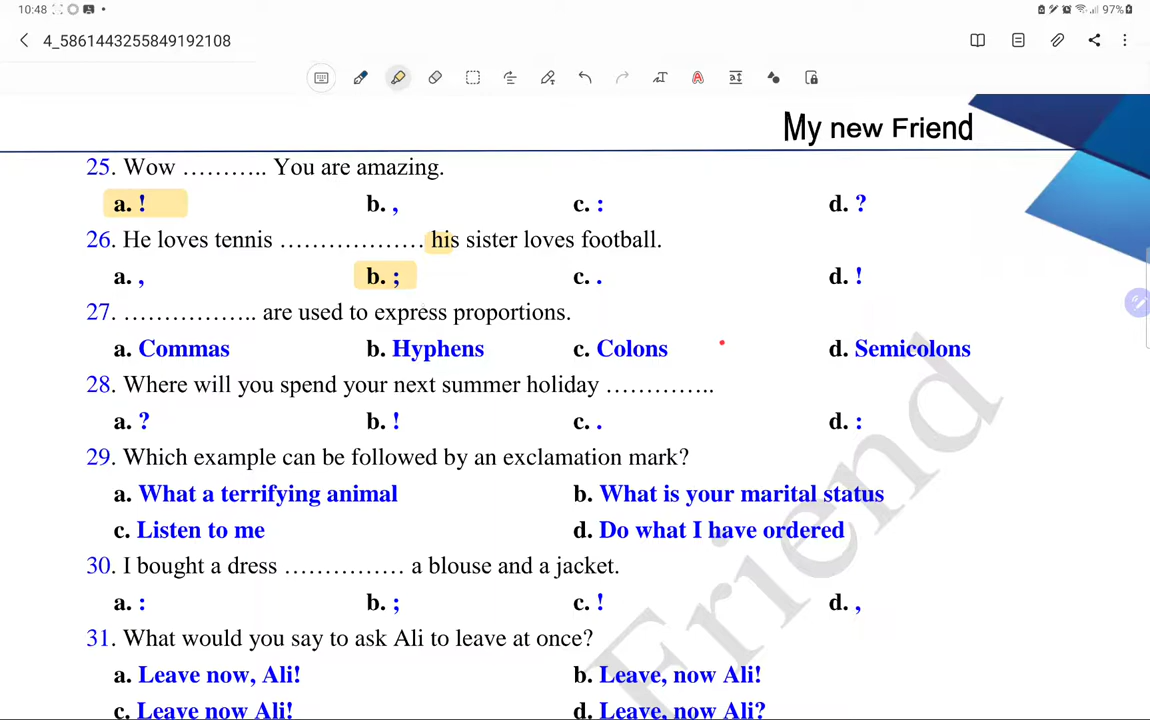 10:48
97%
4_5861443255849192108
My new Friend
25. Wow ……….. You are amazing.
a. ! b. , c. : d. ?
26. He loves tennis ……………… his sister loves football.
a. , b. ; c. . d. !
27. …………….. are used to express proportions.
a. Commas b. Hyphens c. Colons d. Semicolons
28. Where will you spend your next summer holiday …………..
a. ? b. ! c. . d. :
29. Which example can be followed by an exclamation mark?
a. What a terrifying animal b. What is your marital status
c. Listen to me d. Do what I have ordered
30. I bought a dress …………… a blouse and a jacket.
a. : b. ; c. ! d. ,
31. What would you say to ask Ali to leave at once?
a. Leave now, Ali! b. Leave, now Ali!
c. Leave now Ali! d. Leave, now Ali?
Friend